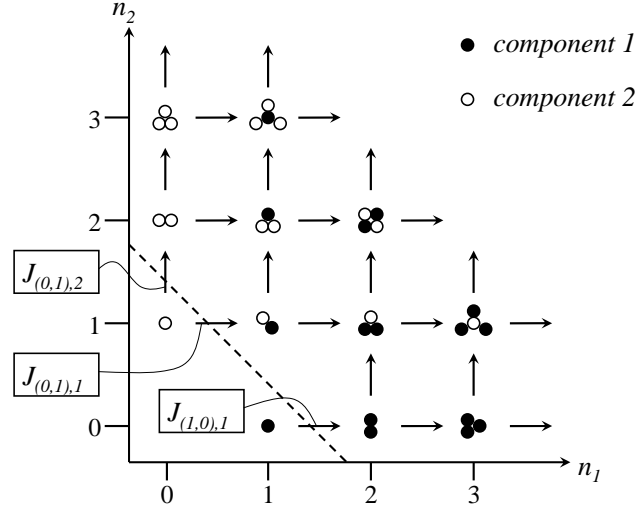 n₂
component 1
component 2
3
2
J₍₀,₁₎,₂
1
J₍₀,₁₎,₁
J₍₁,₀₎,₁
0
n₁
0 1 2 3